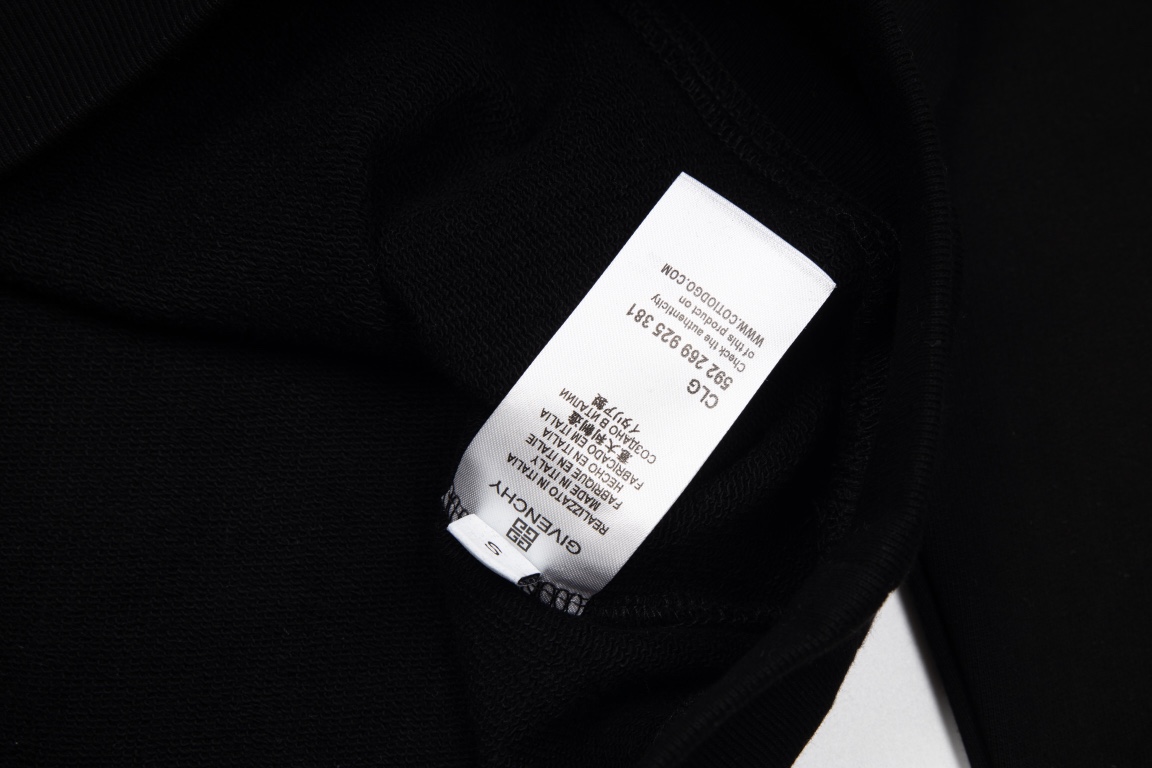 S
GIVENCHY
REALIZZATO IN ITALIA
MADE IN ITALY
FABRIQUE EN ITALIE
HECHO EN ITALIA
FABRICADO EM ITALIA
意大利制造
СОЗДАНО В ИТАЛИИ
イタリア製
CLG
592 269 925 381
Check the authenticity
of this product on
WWW.COTIODGO.COM